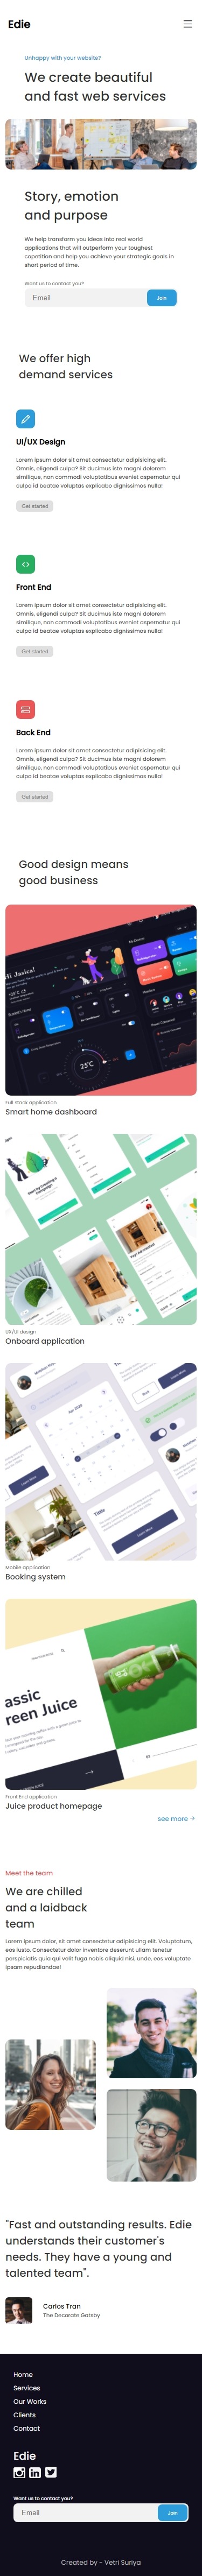 Edie
Unhappy with your website?
We create beautiful
and fast web services
Story, emotion
and purpose
We help transform you ideas into real world
applications that will outperform your toughest
copetition and help you achieve your strategic goals in
short period of time.
Want us to contact you?
Email
Join
We offer high
demand services
UI/UX Design
Lorem ipsum dolor sit amet consectetur adipisicing elit.
Omnis, eligendi culpa? Sit ducimus iste magni dolorem
similique, non commodi voluptatibus eveniet aspernatur qui
culpa id beatae voluptas explicabo dignissimos nulla!
Get started
Front End
Lorem ipsum dolor sit amet consectetur adipisicing elit.
Omnis, eligendi culpa? Sit ducimus iste magni dolorem
similique, non commodi voluptatibus eveniet aspernatur qui
culpa id beatae voluptas explicabo dignissimos nulla!
Get started
Back End
Lorem ipsum dolor sit amet consectetur adipisicing elit.
Omnis, eligendi culpa? Sit ducimus iste magni dolorem
similique, non commodi voluptatibus eveniet aspernatur qui
culpa id beatae voluptas explicabo dignissimos nulla!
Get started
Good design means
good business
Hi Jasica!
25°C
Full stack application
Smart home dashboard
UX/UI design
Onboard application
Mobile application
Booking system
assic
reen Juice
Front End application
Juice product homepage
see more →
Meet the team
We are chilled
and a laidback
team
Lorem ipsum dolor, sit amet consectetur adipisicing elit. Voluptatum,
eos iusto. Consectetur dolor inventore deserunt ullam tenetur
perspiciatis quia qui velit fuga nobis aliquid nisi, unde, eos voluptate
ipsam repudiandae!
"Fast and outstanding results. Edie
understands their customer's
needs. They have a young and
talented team".
Carlos Tran
The Decorate Gatsby
Home
Services
Our Works
Clients
Contact
Edie
Want us to contact you?
Email
Join
Created by - Vetri Suriya